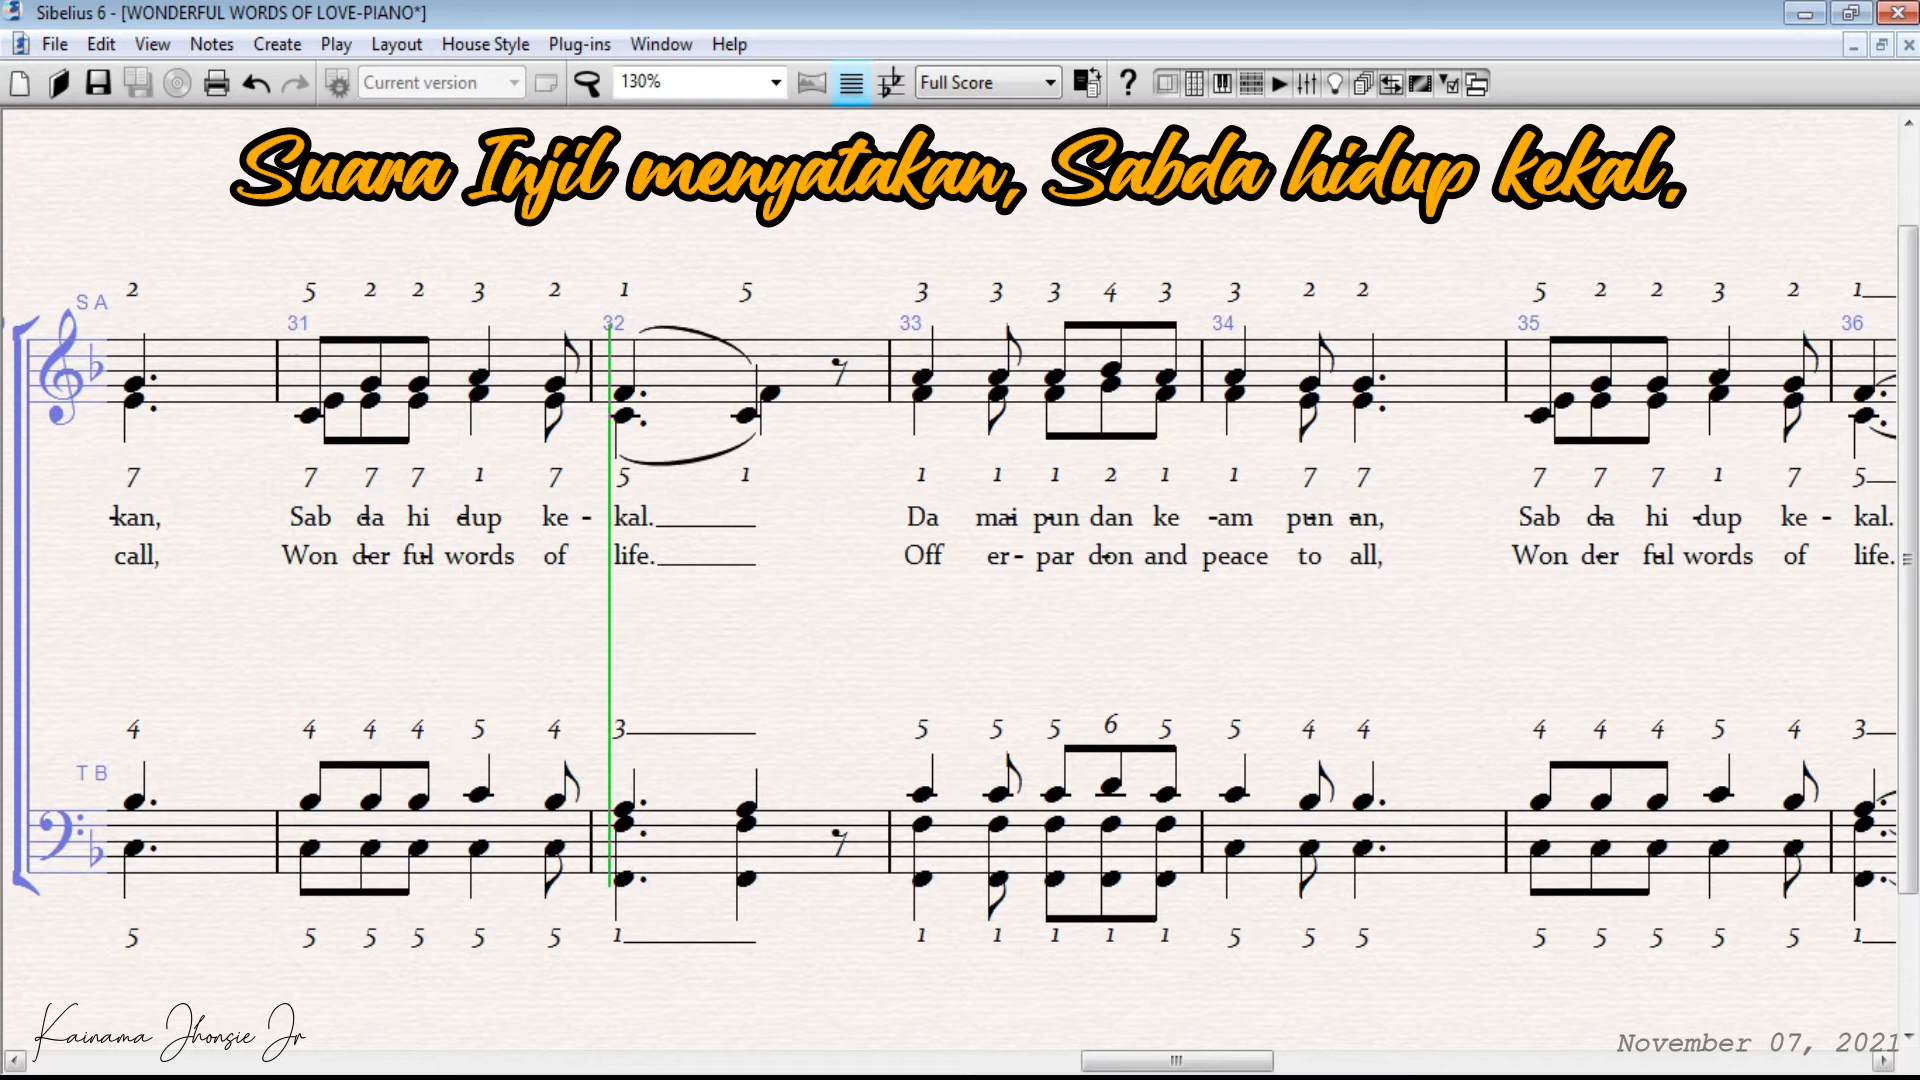 Sibelius 6 - [WONDERFUL WORDS OF LOVE-PIANO*]
File Edit View Notes Create Play Layout House Style Plug-ins Window Help
Current version 130% Full Score
Suara Injil menyatakan, Sabda hidup kekal.
S A 2 5 2 2 3 2 1 5 3 3 3 4 3 3 2 2 5 2 2 3 2 1
31 32 33 34 35 36
7 7 7 7 1 7 5 1 1 1 1 2 1 1 7 7 7 7 7 1 7 5
-kan, Sab da hi dup ke - kal. Da mai pun dan ke -am pun an, Sab da hi -dup ke - kal.
call, Won der ful words of life. Off er- par don and peace to all, Won der ful words of life.
4 4 4 4 5 4 3 5 5 5 6 5 5 4 4 4 4 4 5 4 3
T B
5 5 5 5 5 5 1 1 1 1 1 1 5 5 5 5 5 5 5 5 1
Kainama Jhonsie Jr
November 07, 2021